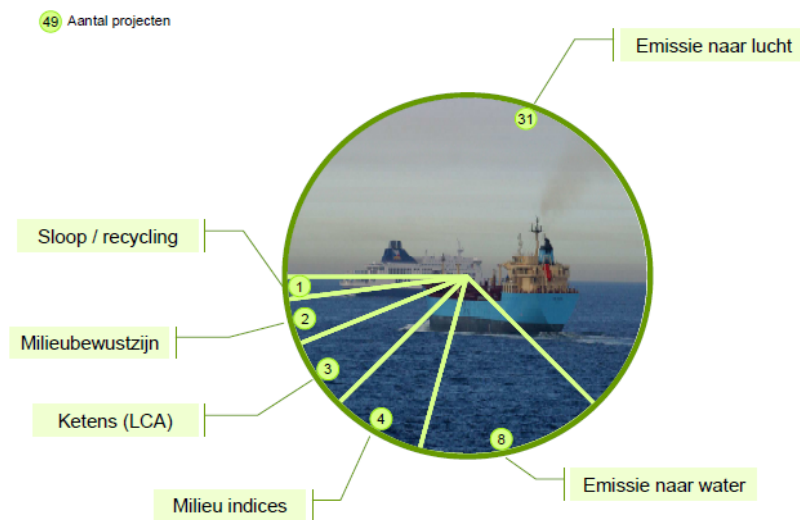 49 Aantal projecten
Emissie naar lucht
31
Sloop / recycling
1
2
Milieubewustzijn
3
Ketens (LCA)
4
8
Emissie naar water
Milieu indices